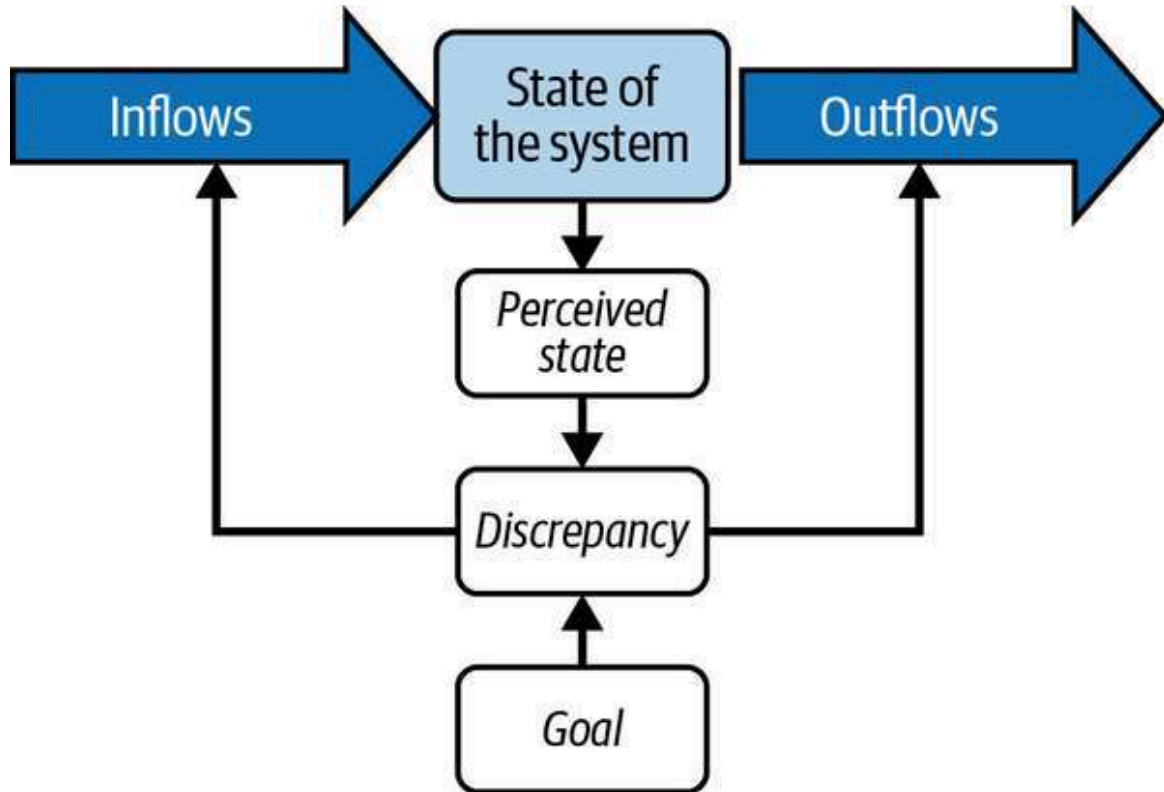 Inflows
State of
the system
Outflows
Perceived
state
Discrepancy
Goal